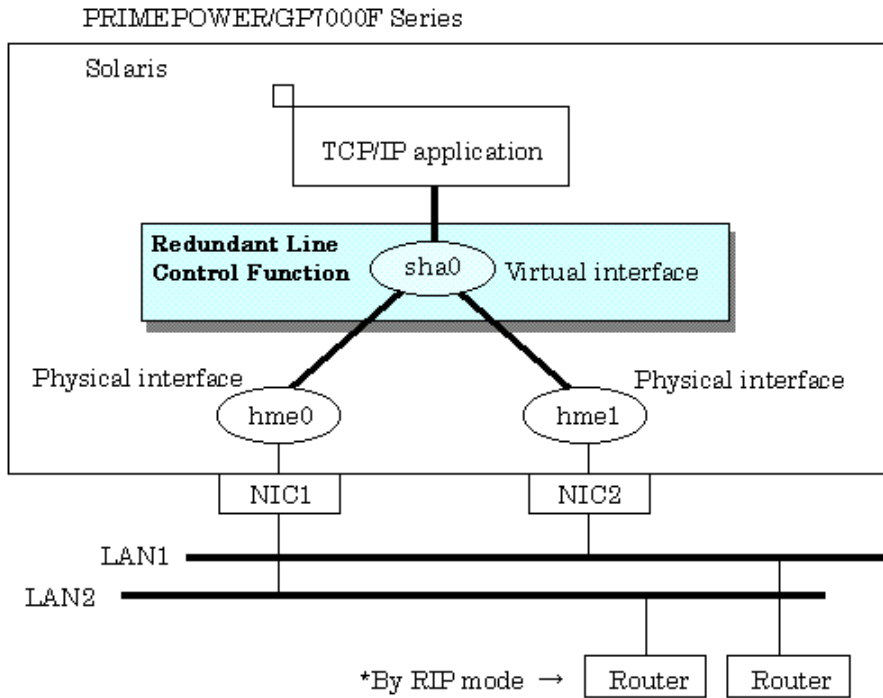 PRIMEPOWER/GP7000F Series
Solaris
TCP/IP application
Redundant Line
Control Function
sha0
Virtual interface
Physical interface
Physical interface
hme0
hme1
NIC1
NIC2
LAN1
LAN2
*By RIP mode →
Router
Router